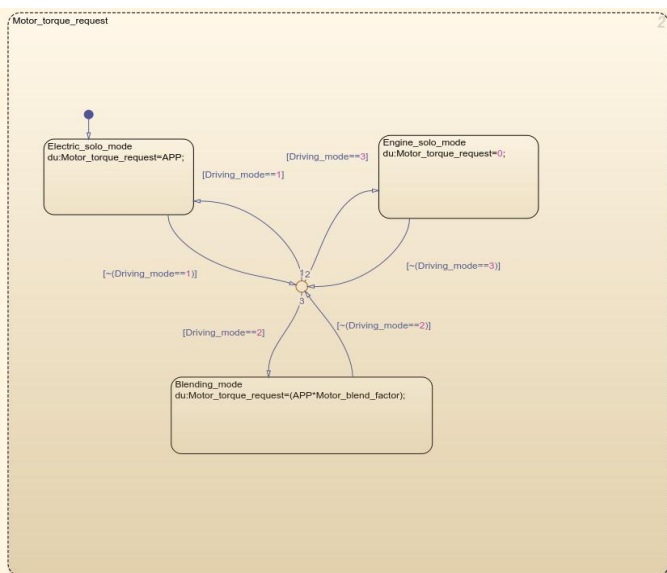 Motor_torque_request
2
Electric_solo_mode
du:Motor_torque_request=APP;
Engine_solo_mode
du:Motor_torque_request=0;
[Driving_mode==3]
[Driving_mode==1]
[~(Driving_mode==1)]
[~(Driving_mode==3)]
1
2
3
[Driving_mode==2]
[~(Driving_mode==2)]
Blending_mode
du:Motor_torque_request=(APP*Motor_blend_factor);